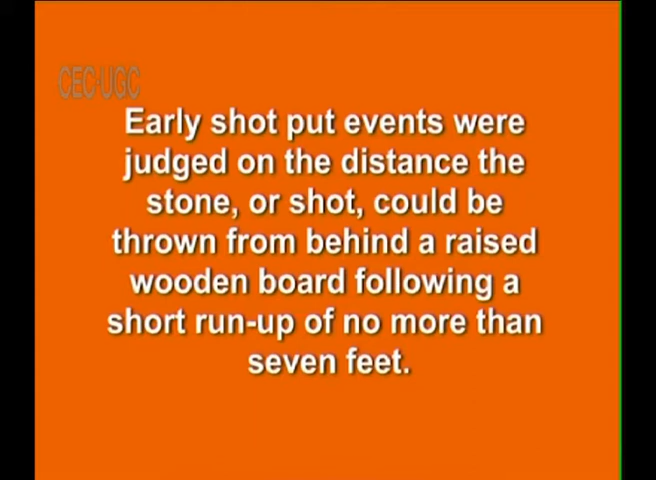 CEC-UGC
Early shot put events were
judged on the distance the
stone, or shot, could be
thrown from behind a raised
wooden board following a
short run-up of no more than
seven feet.